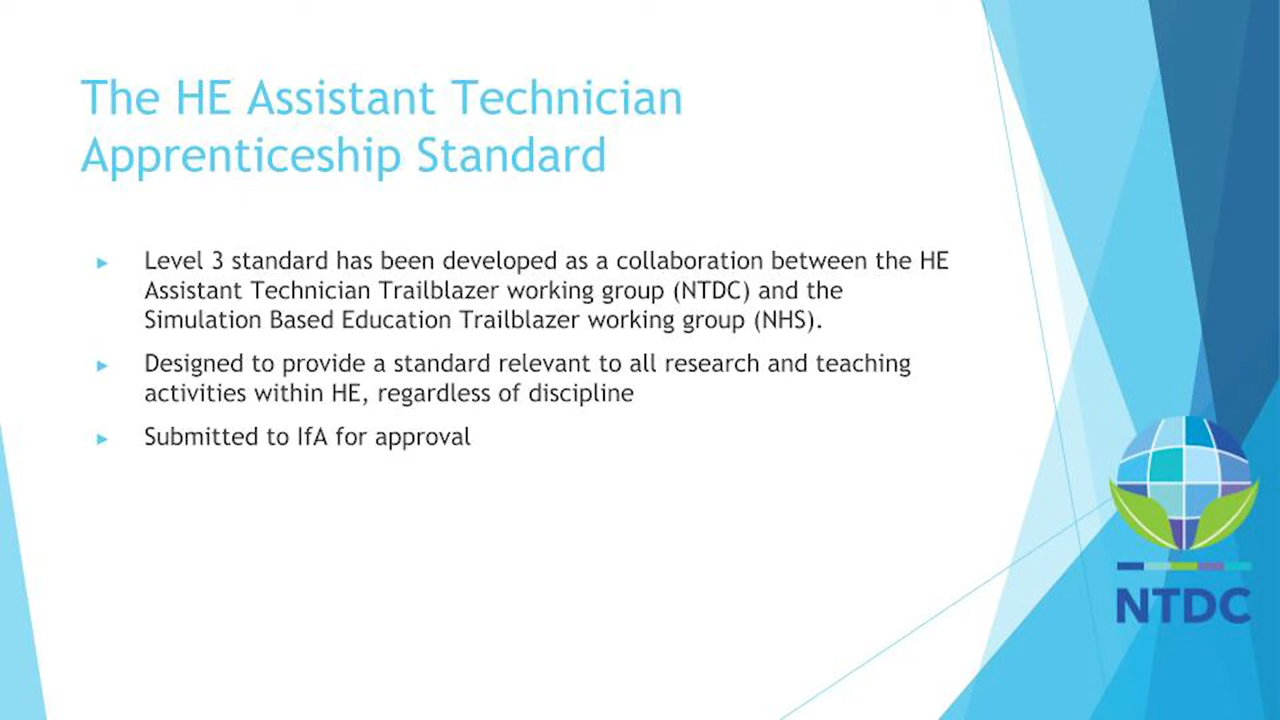 The HE Assistant Technician
Apprenticeship Standard
Level 3 standard has been developed as a collaboration between the HE
Assistant Technician Trailblazer working group (NTDC) and the
Simulation Based Education Trailblazer working group (NHS).
Designed to provide a standard relevant to all research and teaching
activities within HE, regardless of discipline
Submitted to IfA for approval
NTDC